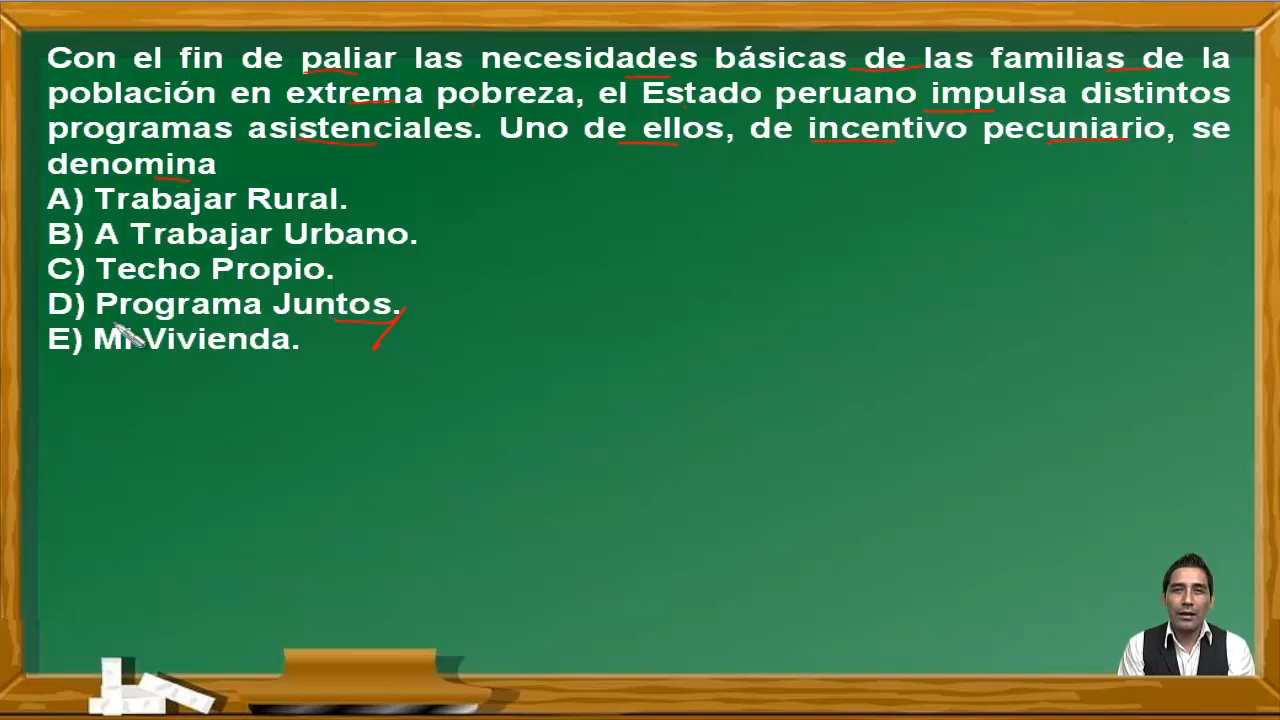 Con el fin de paliar las necesidades básicas de las familias de la
población en extrema pobreza, el Estado peruano impulsa distintos
programas asistenciales. Uno de ellos, de incentivo pecuniario, se
denomina
A) Trabajar Rural.
B) A Trabajar Urbano.
C) Techo Propio.
D) Programa Juntos.
E) Mi Vivienda.